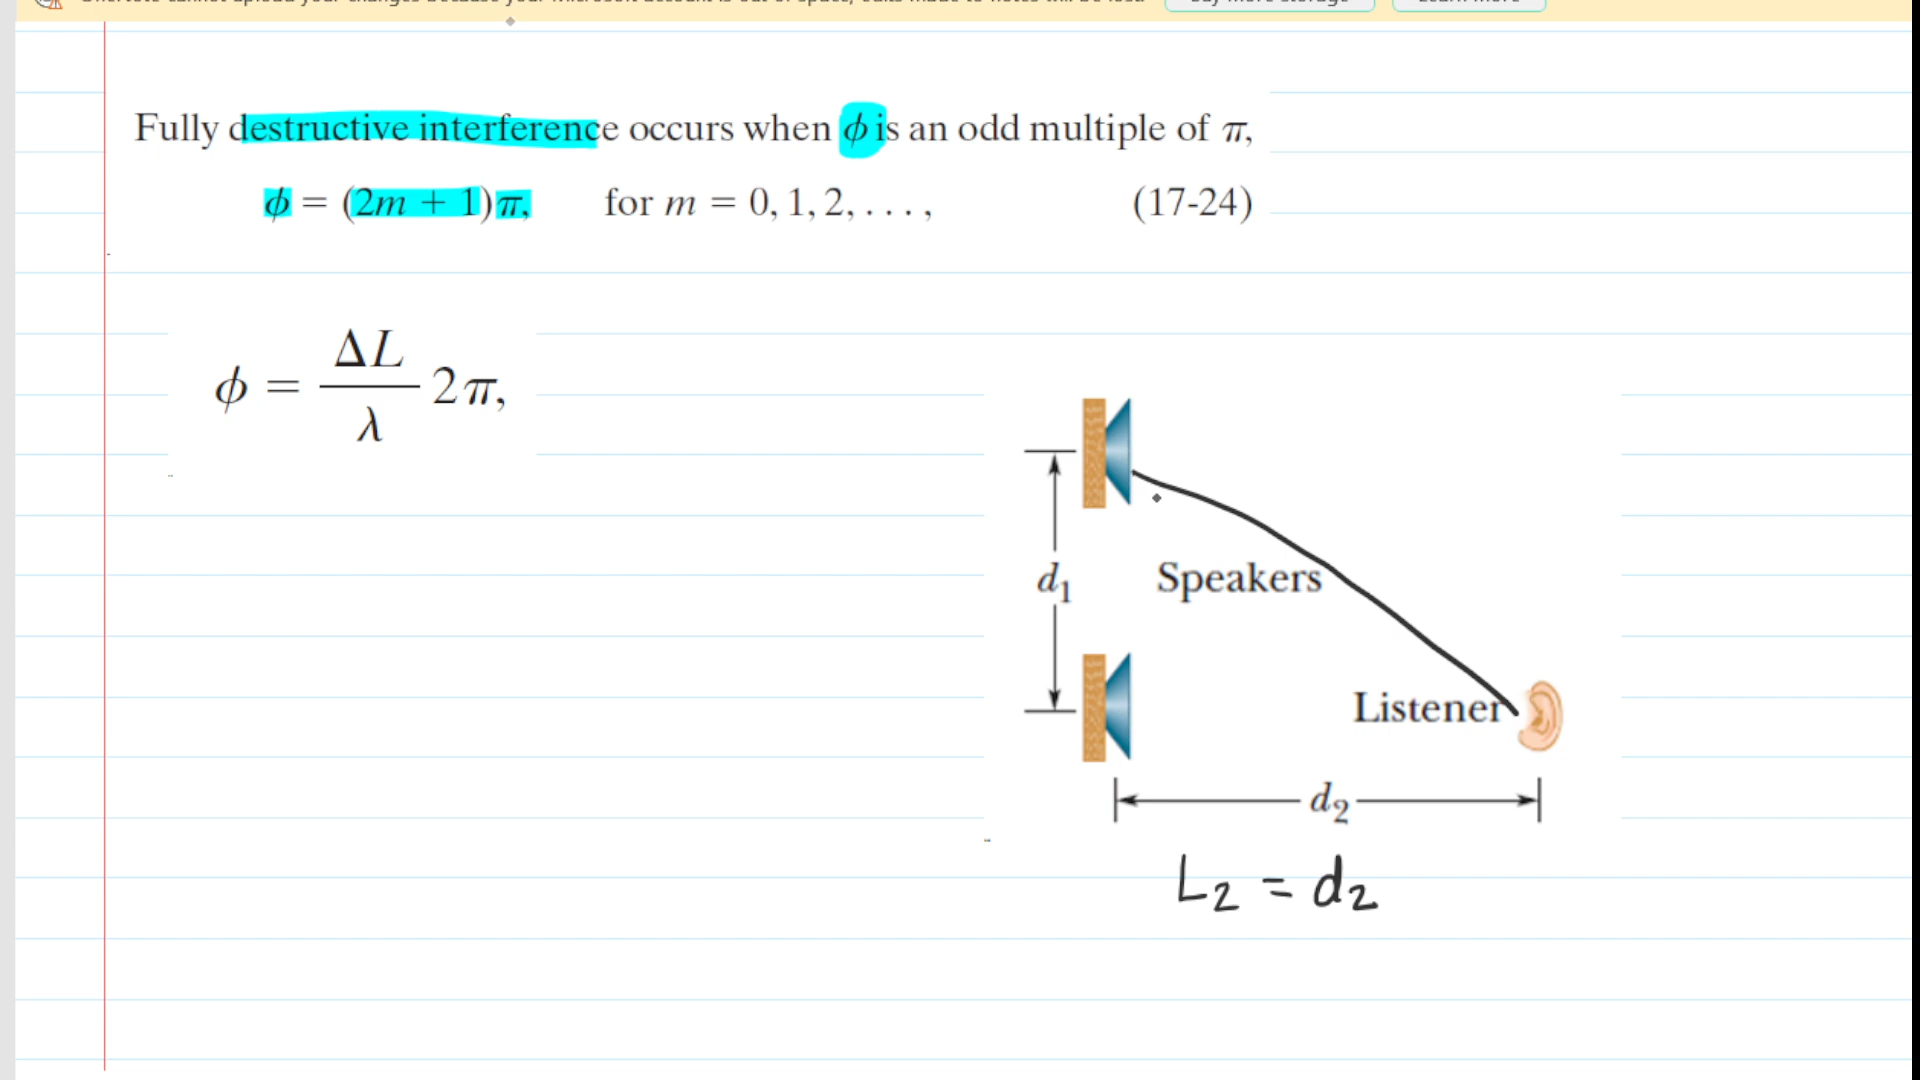 Fully destructive interference occurs when ϕ is an odd multiple of π,
ϕ = (2m + 1)π, for m = 0, 1, 2, . . . , (17-24)
ϕ = ΔL/λ 2π,
d₁
Speakers
Listener
d₂
L₂ = d₂